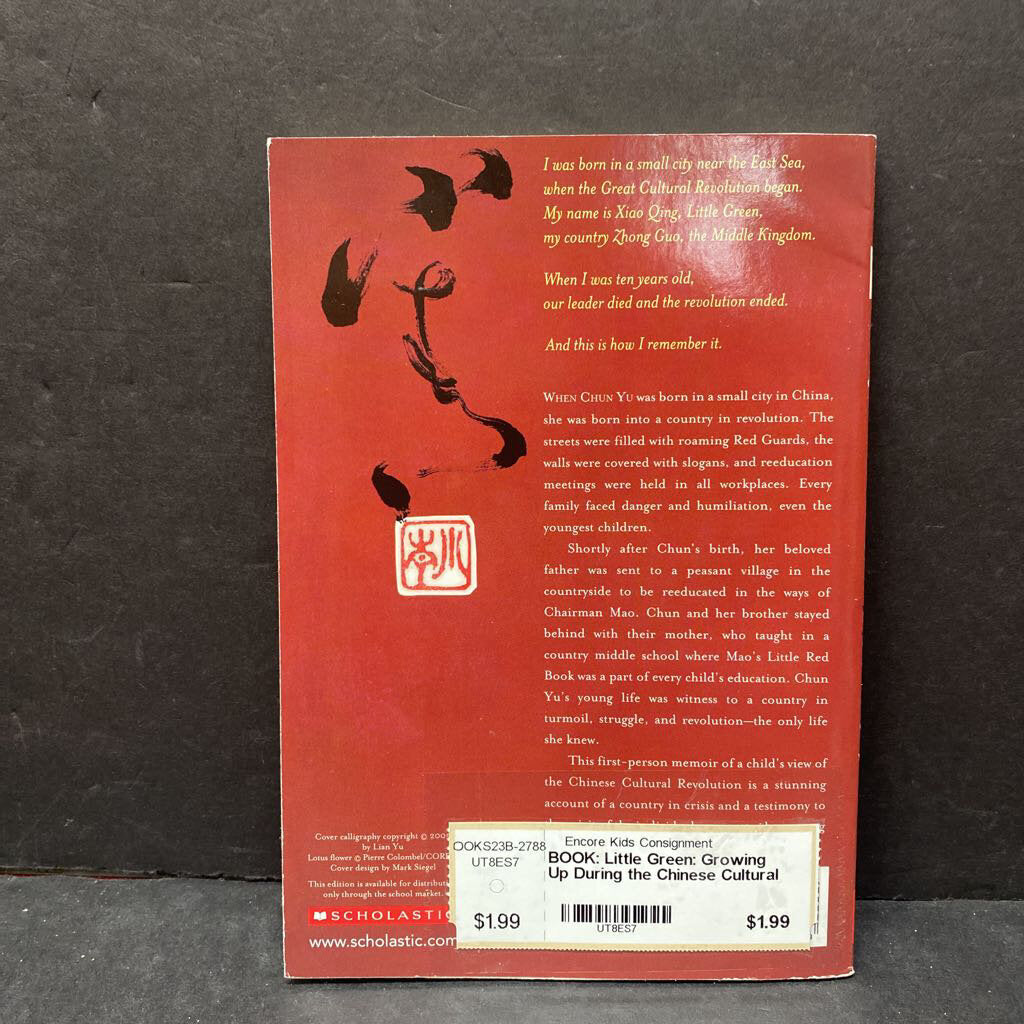 小青
I was born in a small city near the East Sea,
when the Great Cultural Revolution began.
My name is Xiao Qing, Little Green,
my country Zhong Guo, the Middle Kingdom.
When I was ten years old,
our leader died and the revolution ended.
And this is how I remember it.
WHEN CHUN YU was born in a small city in China,
she was born into a country in revolution. The
streets were filled with roaming Red Guards, the
walls were covered with slogans, and reeducation
meetings were held in all workplaces. Every
family faced danger and humiliation, even the
youngest children.
Shortly after Chun's birth, her beloved
father was sent to a peasant village in the
countryside to be reeducated in the ways of
Chairman Mao. Chun and her brother stayed
behind with their mother, who taught in a
country middle school where Mao's Little Red
Book was a part of every child's education. Chun
Yu's young life was witness to a country in
turmoil, struggle, and revolution—the only life
she knew.
This first-person memoir of a child's view of
the Chinese Cultural Revolution is a stunning
account of a country in crisis and a testimony to
Cover calligraphy copyright © 200
by Lian Yu
Lotus flower © Pierre Colombel/COR
Cover design by Mark Siegel
This edition is available for distributi
only through the school market.
SCHOLASTIC
www.scholastic.com
OOKS23B-2788
UT8ES7
$1.99
Encore Kids Consignment
BOOK: Little Green: Growing
Up During the Chinese Cultural
UT8ES7
$1.99